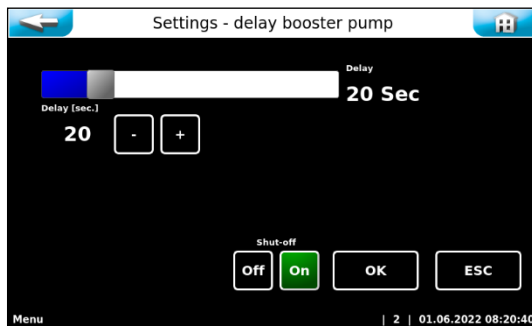 Settings - delay booster pump
Delay
20 Sec
Delay [sec.]
20 - +
Shut-off
Off On OK ESC
Menu | 2 | 01.06.2022 08:20:40